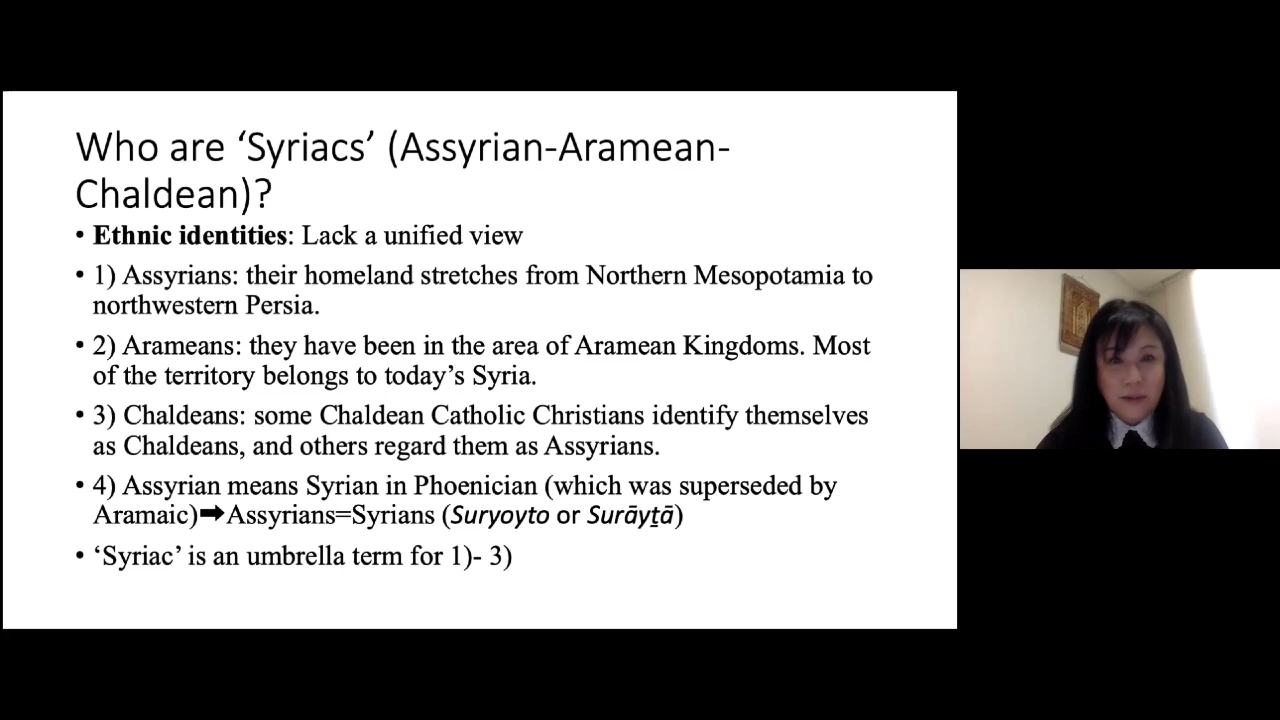 Who are ‘Syriacs’ (Assyrian-Aramean-
Chaldean)?
• Ethnic identities: Lack a unified view
• 1) Assyrians: their homeland stretches from Northern Mesopotamia to
northwestern Persia.
• 2) Arameans: they have been in the area of Aramean Kingdoms. Most
of the territory belongs to today’s Syria.
• 3) Chaldeans: some Chaldean Catholic Christians identify themselves
as Chaldeans, and others regard them as Assyrians.
• 4) Assyrian means Syrian in Phoenician (which was superseded by
Aramaic)➡Assyrians=Syrians (Suryoyto or Surāyṯā)
• ‘Syriac’ is an umbrella term for 1)- 3)